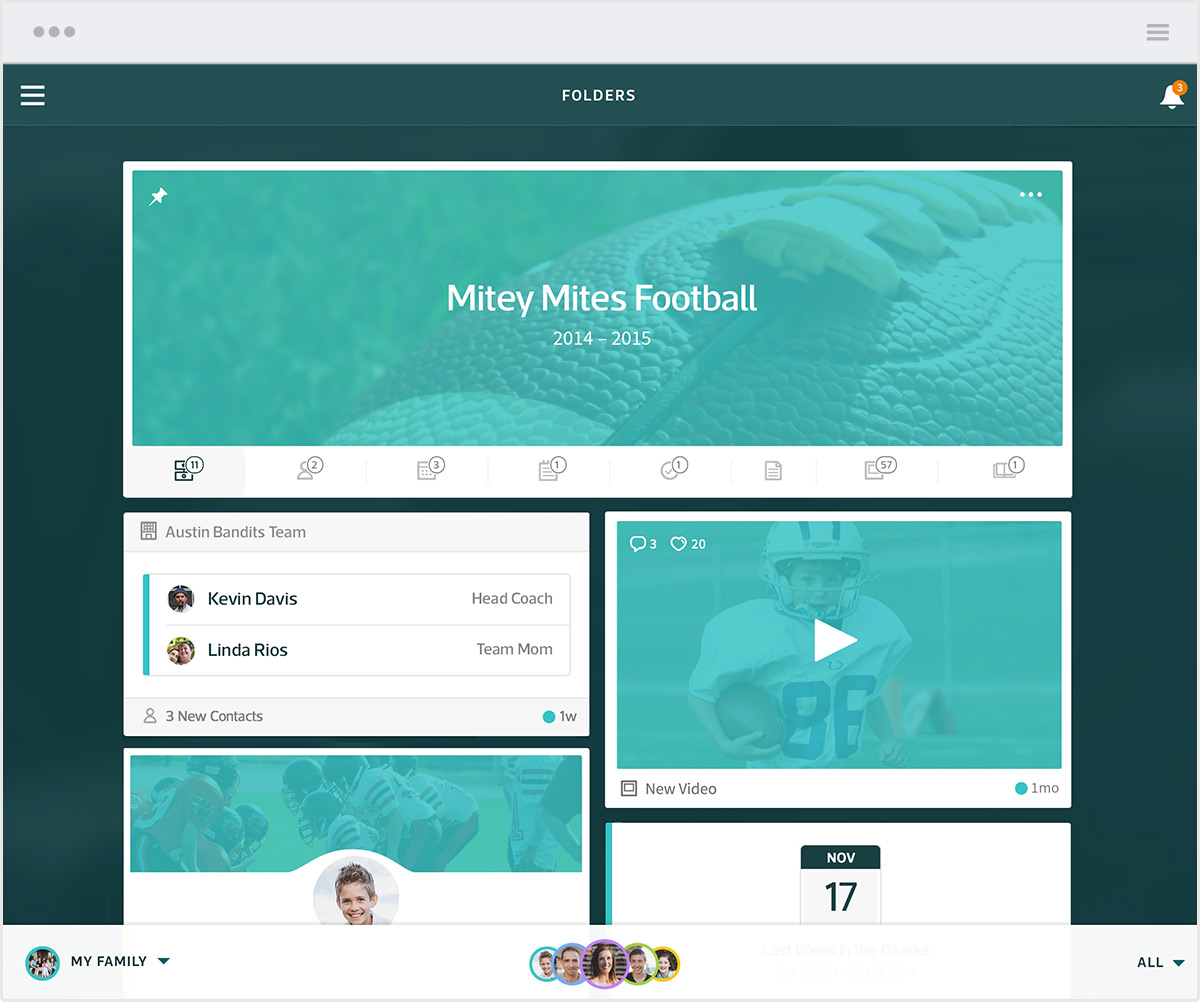 FOLDERS
3
Mitey Mites Football
2014 – 2015
11
2
3
1
1
57
1
Austin Bandits Team
Kevin Davis
Head Coach
Linda Rios
Team Mom
3 New Contacts
1w
3
20
86
New Video
1mo
NOV
17
Last Week in the Ozarks
MY FAMILY
ALL